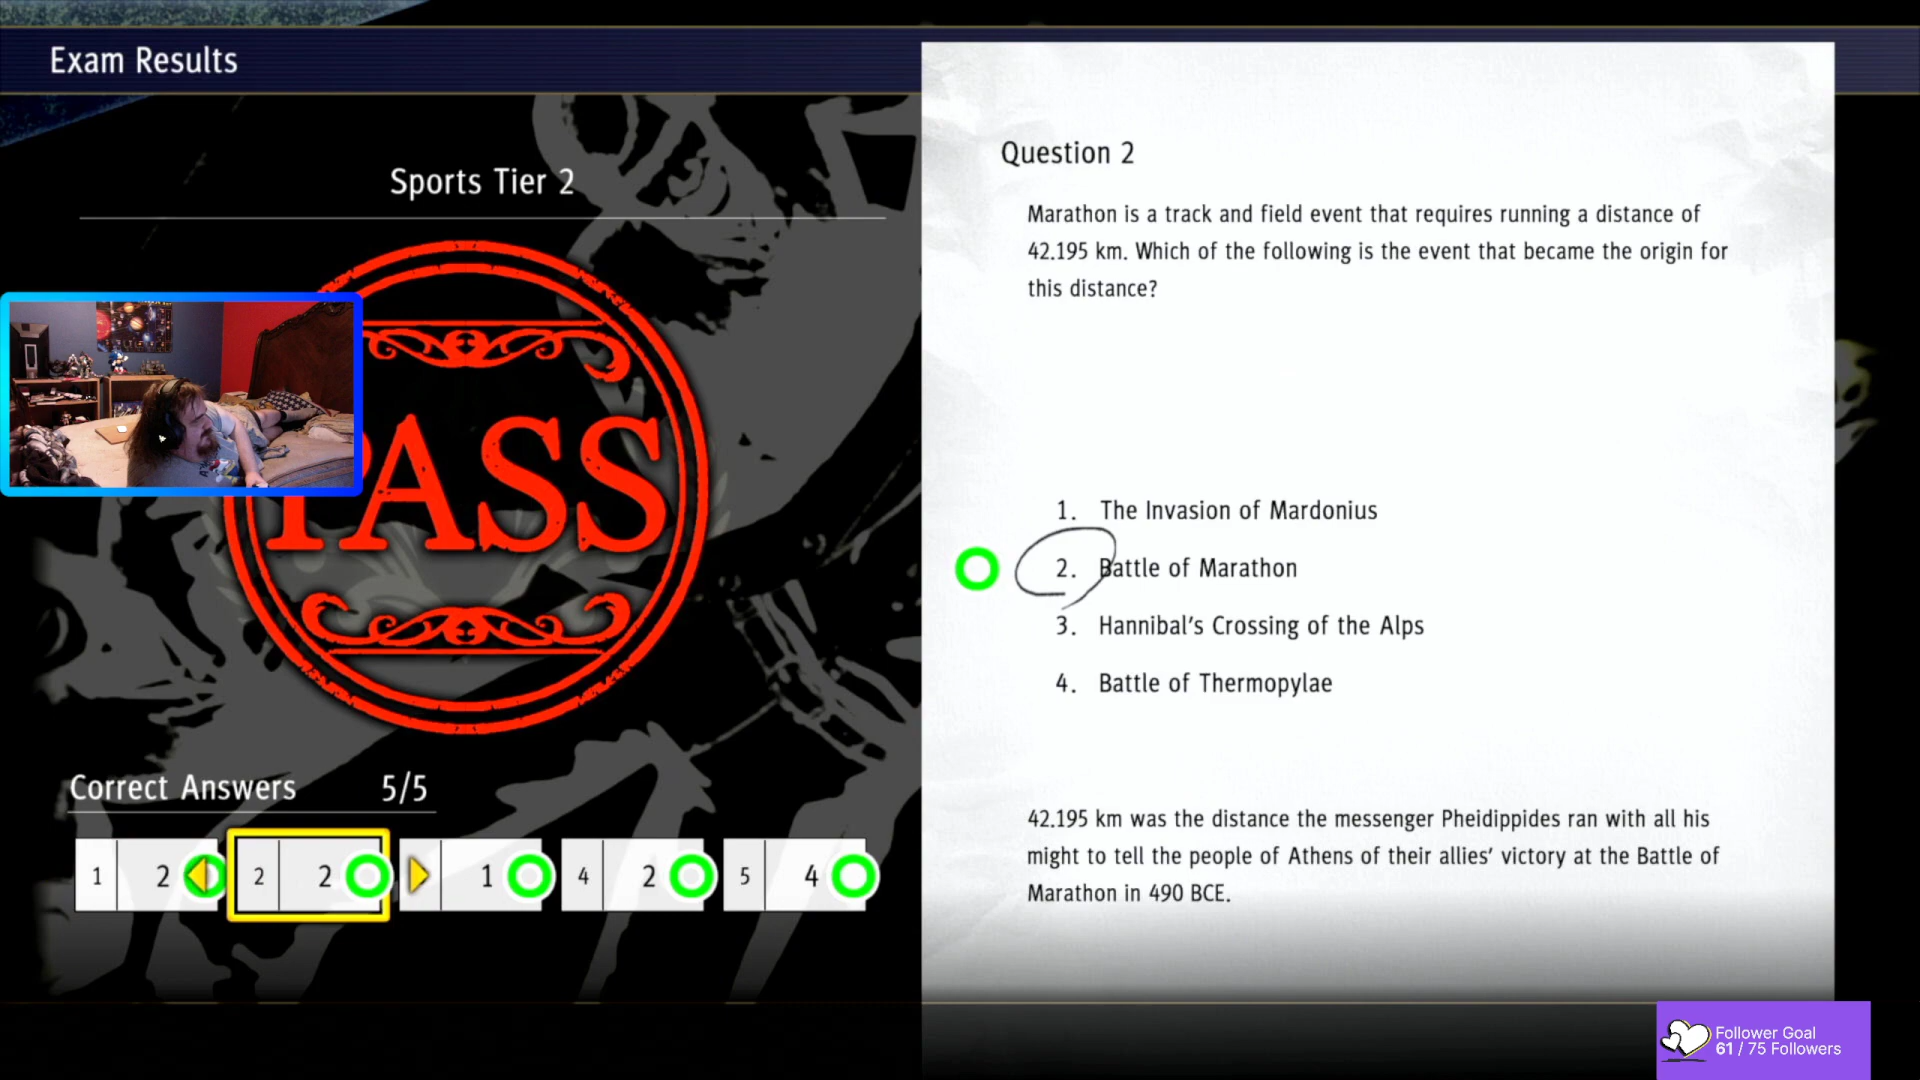 Exam Results
Sports Tier 2
PASS
Correct Answers 5/5
1 2
2 2
1
4 2
5 4
Question 2
Marathon is a track and field event that requires running a distance of
42.195 km. Which of the following is the event that became the origin for
this distance?
1. The Invasion of Mardonius
2. Battle of Marathon
3. Hannibal's Crossing of the Alps
4. Battle of Thermopylae
42.195 km was the distance the messenger Pheidippides ran with all his
might to tell the people of Athens of their allies' victory at the Battle of
Marathon in 490 BCE.
Follower Goal
61 / 75 Followers